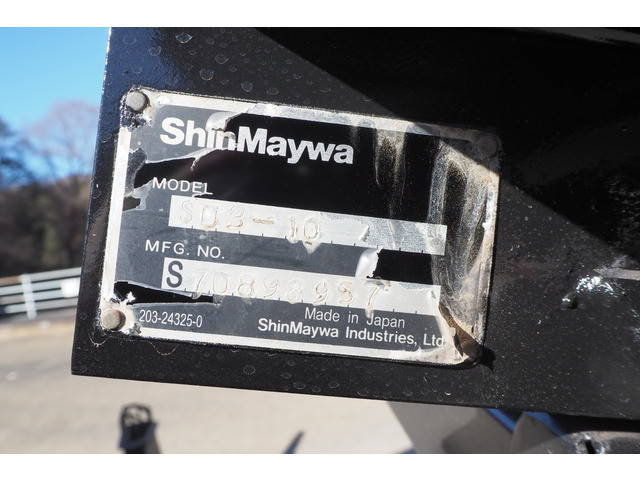 ShinMaywa
MODEL
MFG. NO.
S
203-24325-0
Made in Japan
ShinMaywa Industries, Ltd